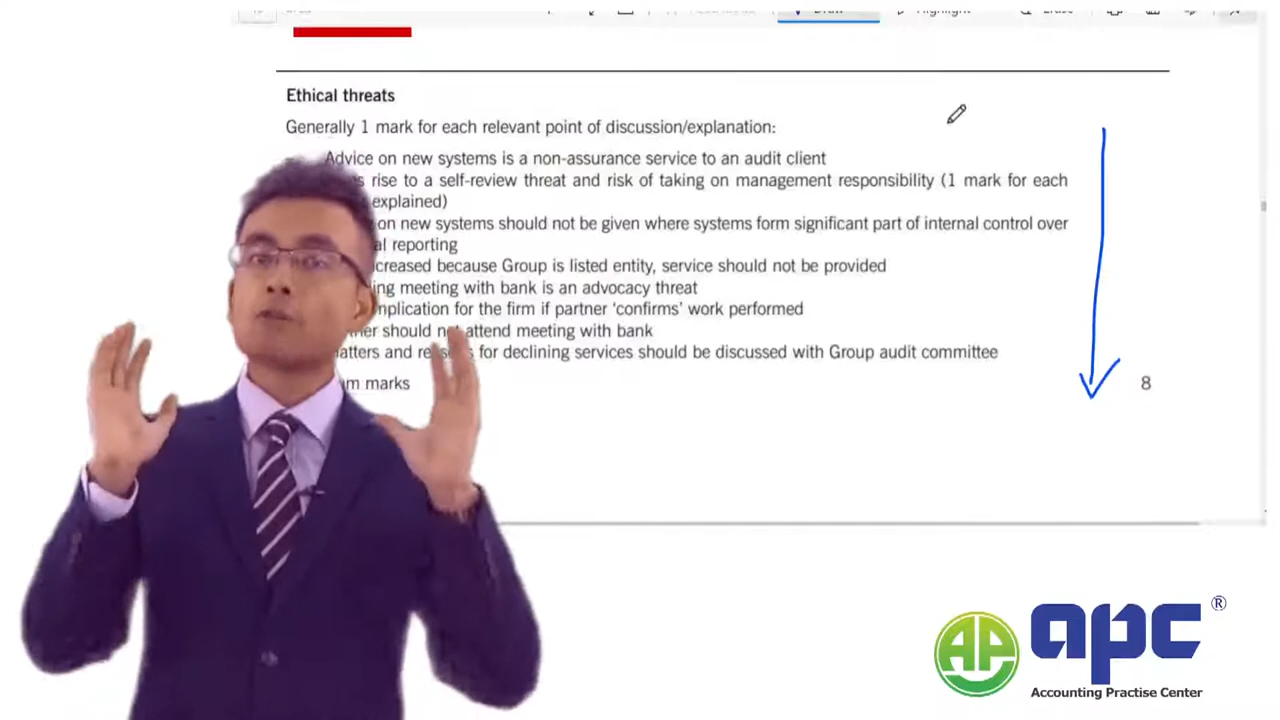 Ethical threats
Generally 1 mark for each relevant point of discussion/explanation:
Advice on new systems is a non-assurance service to an audit client
rise to a self-review threat and risk of taking on management responsibility (1 mark for each
explained)
on new systems should not be given where systems form significant part of internal control over
reporting
because Group is listed entity, service should not be provided
meeting with bank is an advocacy threat
for the firm if partner 'confirms' work performed
should not attend meeting with bank
and for declining services should be discussed with Group audit committee
marks
8
AP
apc®
Accounting Practise Center